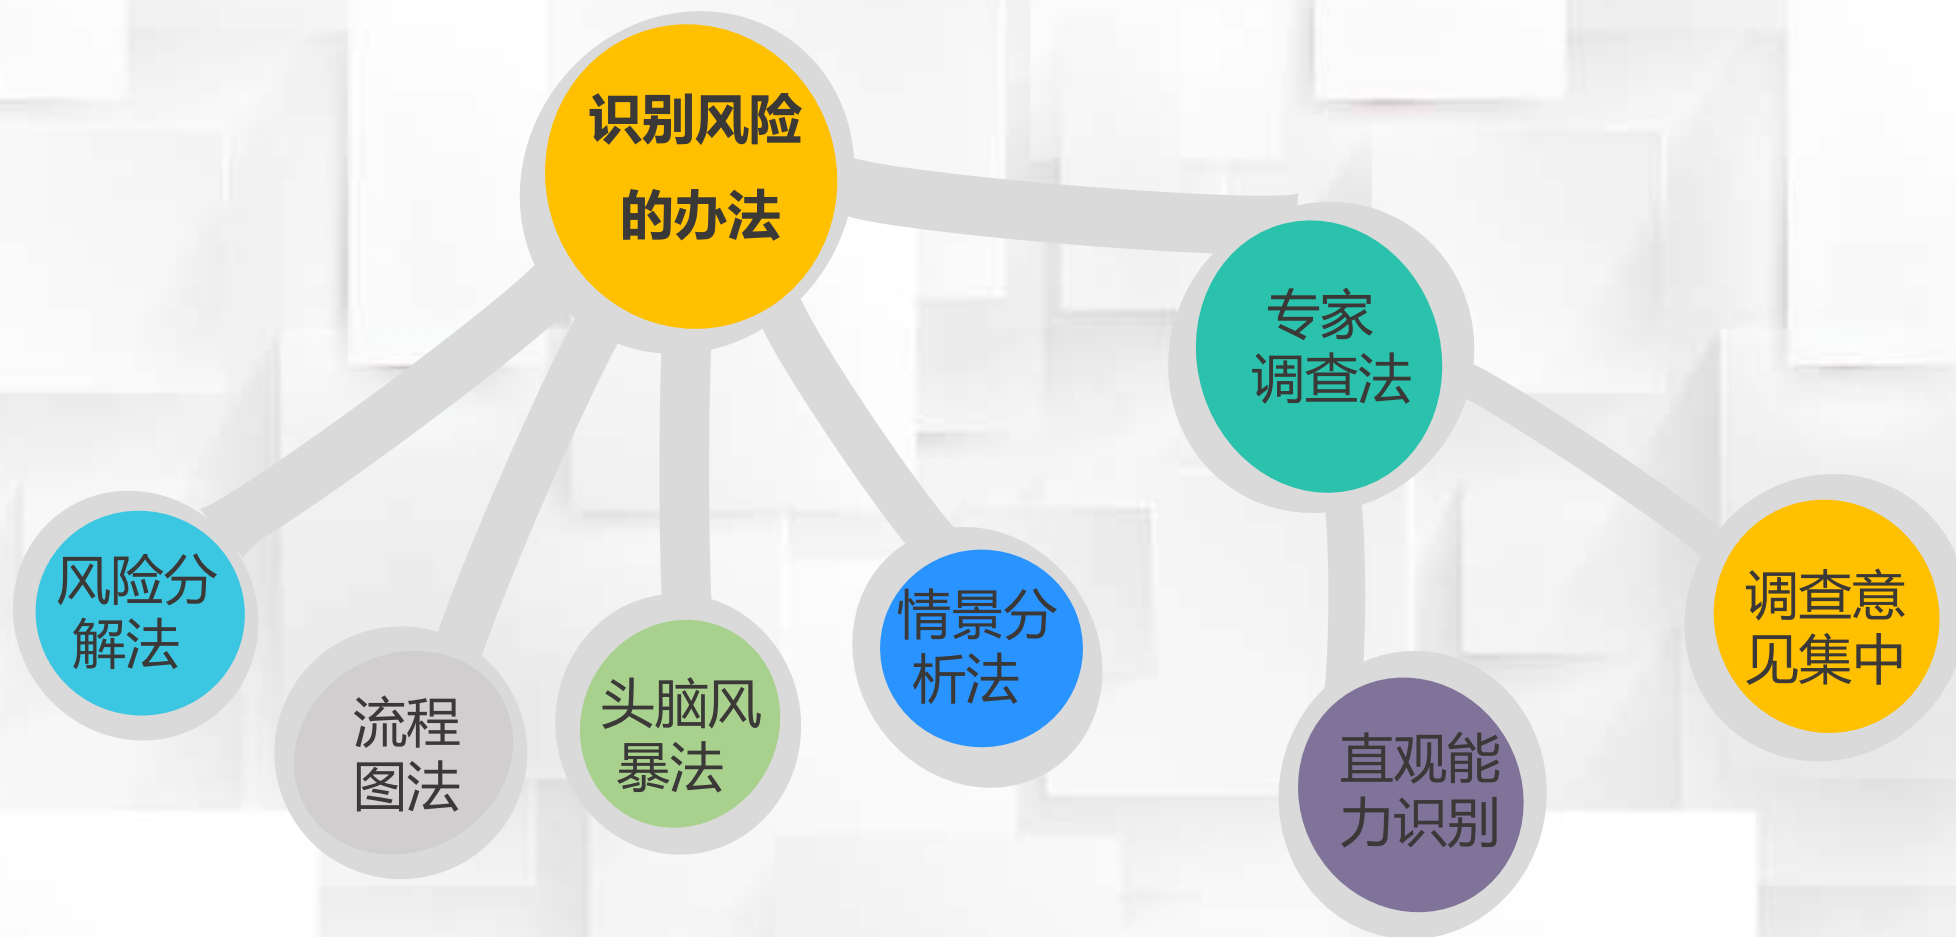 识别风险
的办法
专家
调查法
风险分
解法
流程
图法
头脑风
暴法
情景分
析法
直观能
力识别
调查意
见集中